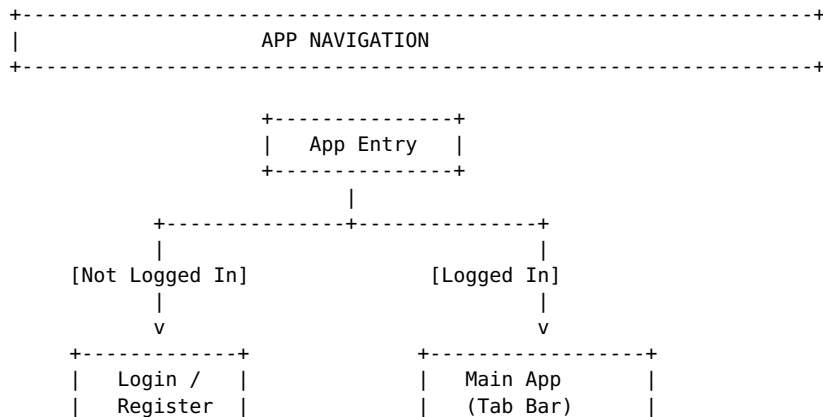 +---------------------------------------------------------------+
|                    APP NAVIGATION
+---------------------------------------------------------------+

                    +---------------+
                    |   App Entry   |
                    +---------------+
                           |
            +---------------+---------------+
            |                               |
     [Not Logged In]                [Logged In]
            |                               |
            v                               v
     +-------------+              +------------------+
     |   Login /   |              |   Main App       |
     |   Register  |              |   (Tab Bar)      |